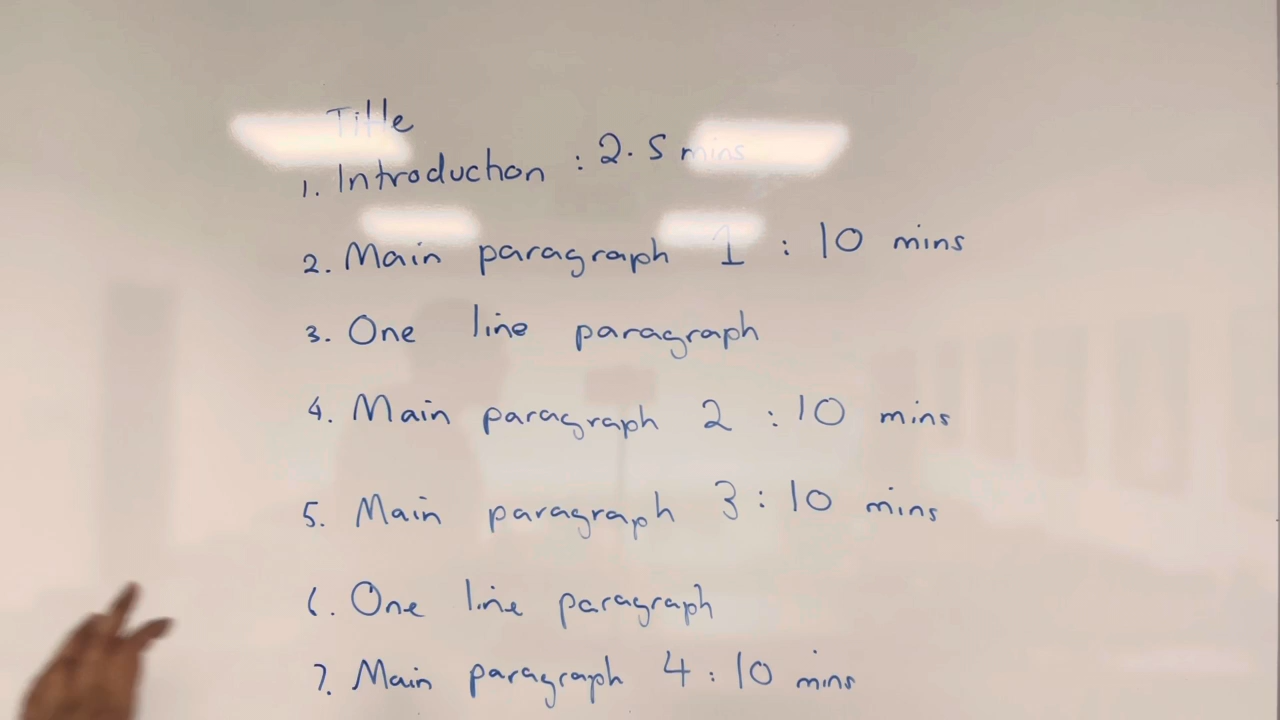 Title
1. Introduction : 2.5 mins
2. Main paragraph 1 : 10 mins
3. One line paragraph
4. Main paragraph 2 : 10 mins
5. Main paragraph 3 : 10 mins
6. One line paragraph
7. Main paragraph 4 : 10 mins